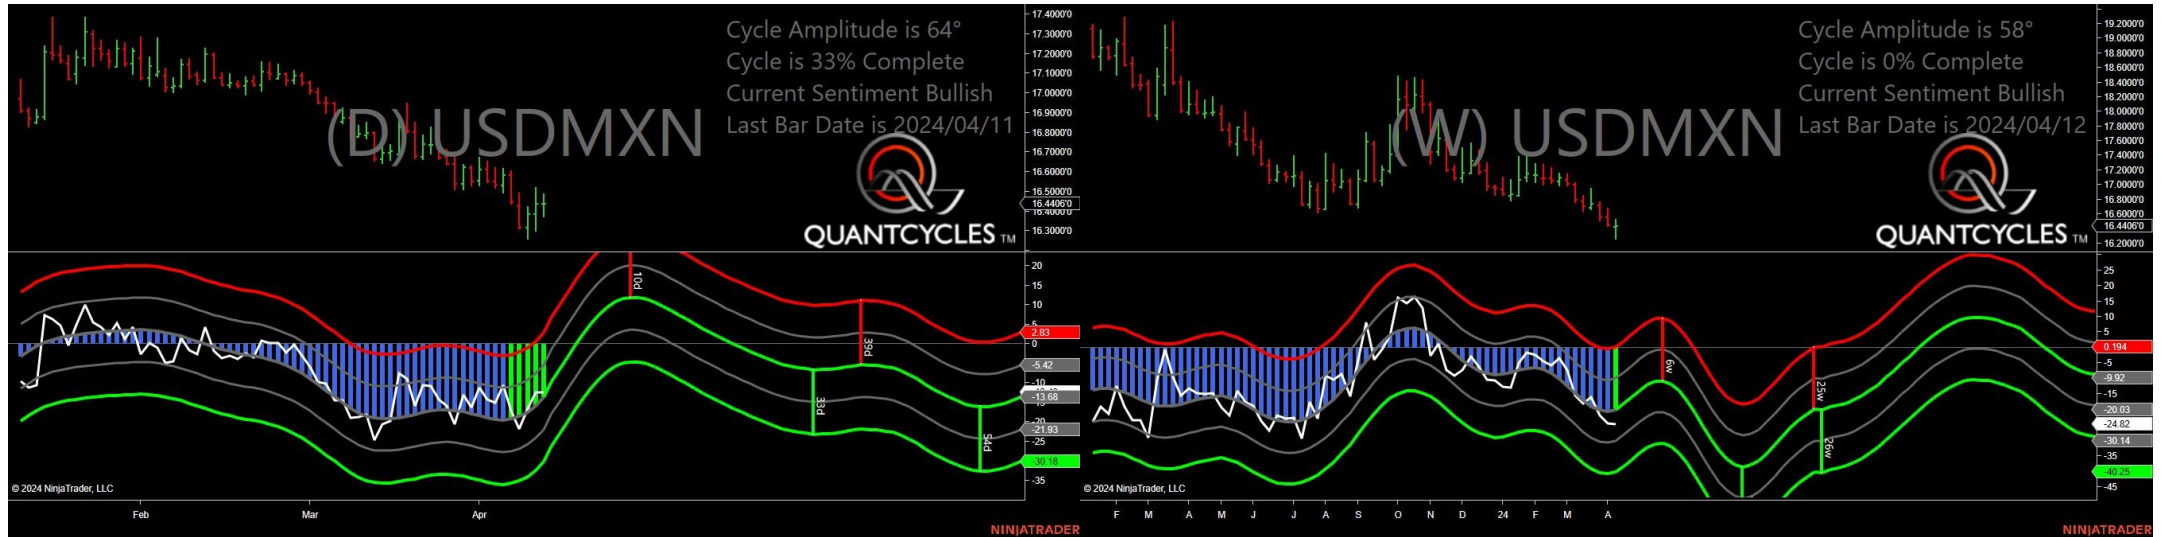 Cycle Amplitude is 64°
Cycle is 33% Complete
Current Sentiment Bullish
Last Bar Date is 2024/04/11
(D) USDMXN
QUANTCYCLES TM
17.4000'0
17.3000'0
17.2000'0
17.1000'0
17.0000'0
16.9000'0
16.8000'0
16.7000'0
16.6000'0
16.5000'0
16.4406'0
16.4000'0
16.3000'0
10d
39d
33d
54d
20
15
10
5
2.83
0
-5.42
-10
-13.68
-20
-21.93
-25
-30.18
-35
© 2024 NinjaTrader, LLC
Feb
Mar
Apr
NINJATRADER
Cycle Amplitude is 58°
Cycle is 0% Complete
Current Sentiment Bullish
Last Bar Date is 2024/04/12
(W) USDMXN
QUANTCYCLES TM
19.2000'0
19.0000'0
18.8000'0
18.6000'0
18.4000'0
18.2000'0
18.0000'0
17.8000'0
17.6000'0
17.4000'0
17.2000'0
17.0000'0
16.8000'0
16.6000'0
16.4406'0
16.2000'0
6w
25w
26w
25
20
15
10
5
0.194
-5
-9.92
-15
-20.03
-24.82
-30.14
-35
-40.25
-45
© 2024 NinjaTrader, LLC
F
M
A
M
J
J
A
S
O
N
D
24
F
M
A
NINJATRADER